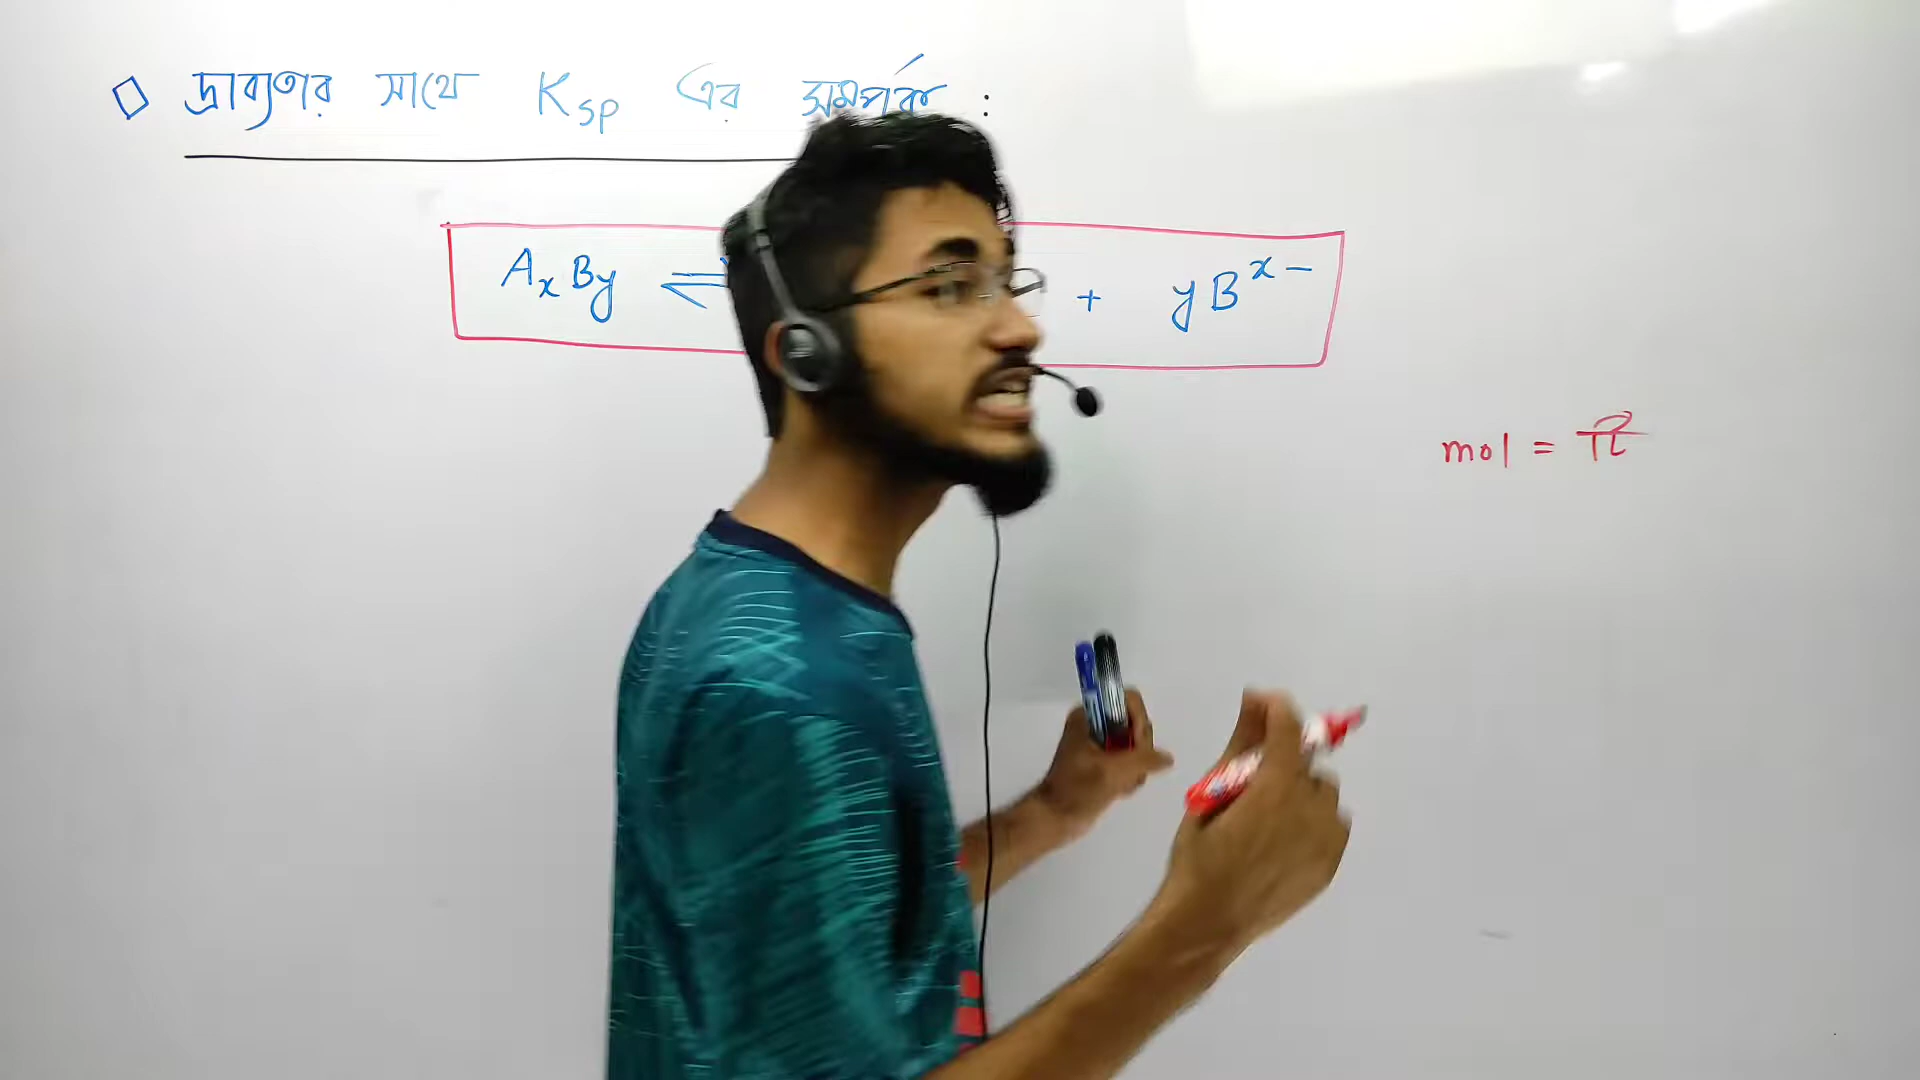 ◇ দ্রাব্যতার সাথে Ksp এর সম্পর্ক :
AxBy ⇌ + yB^x-
mol =